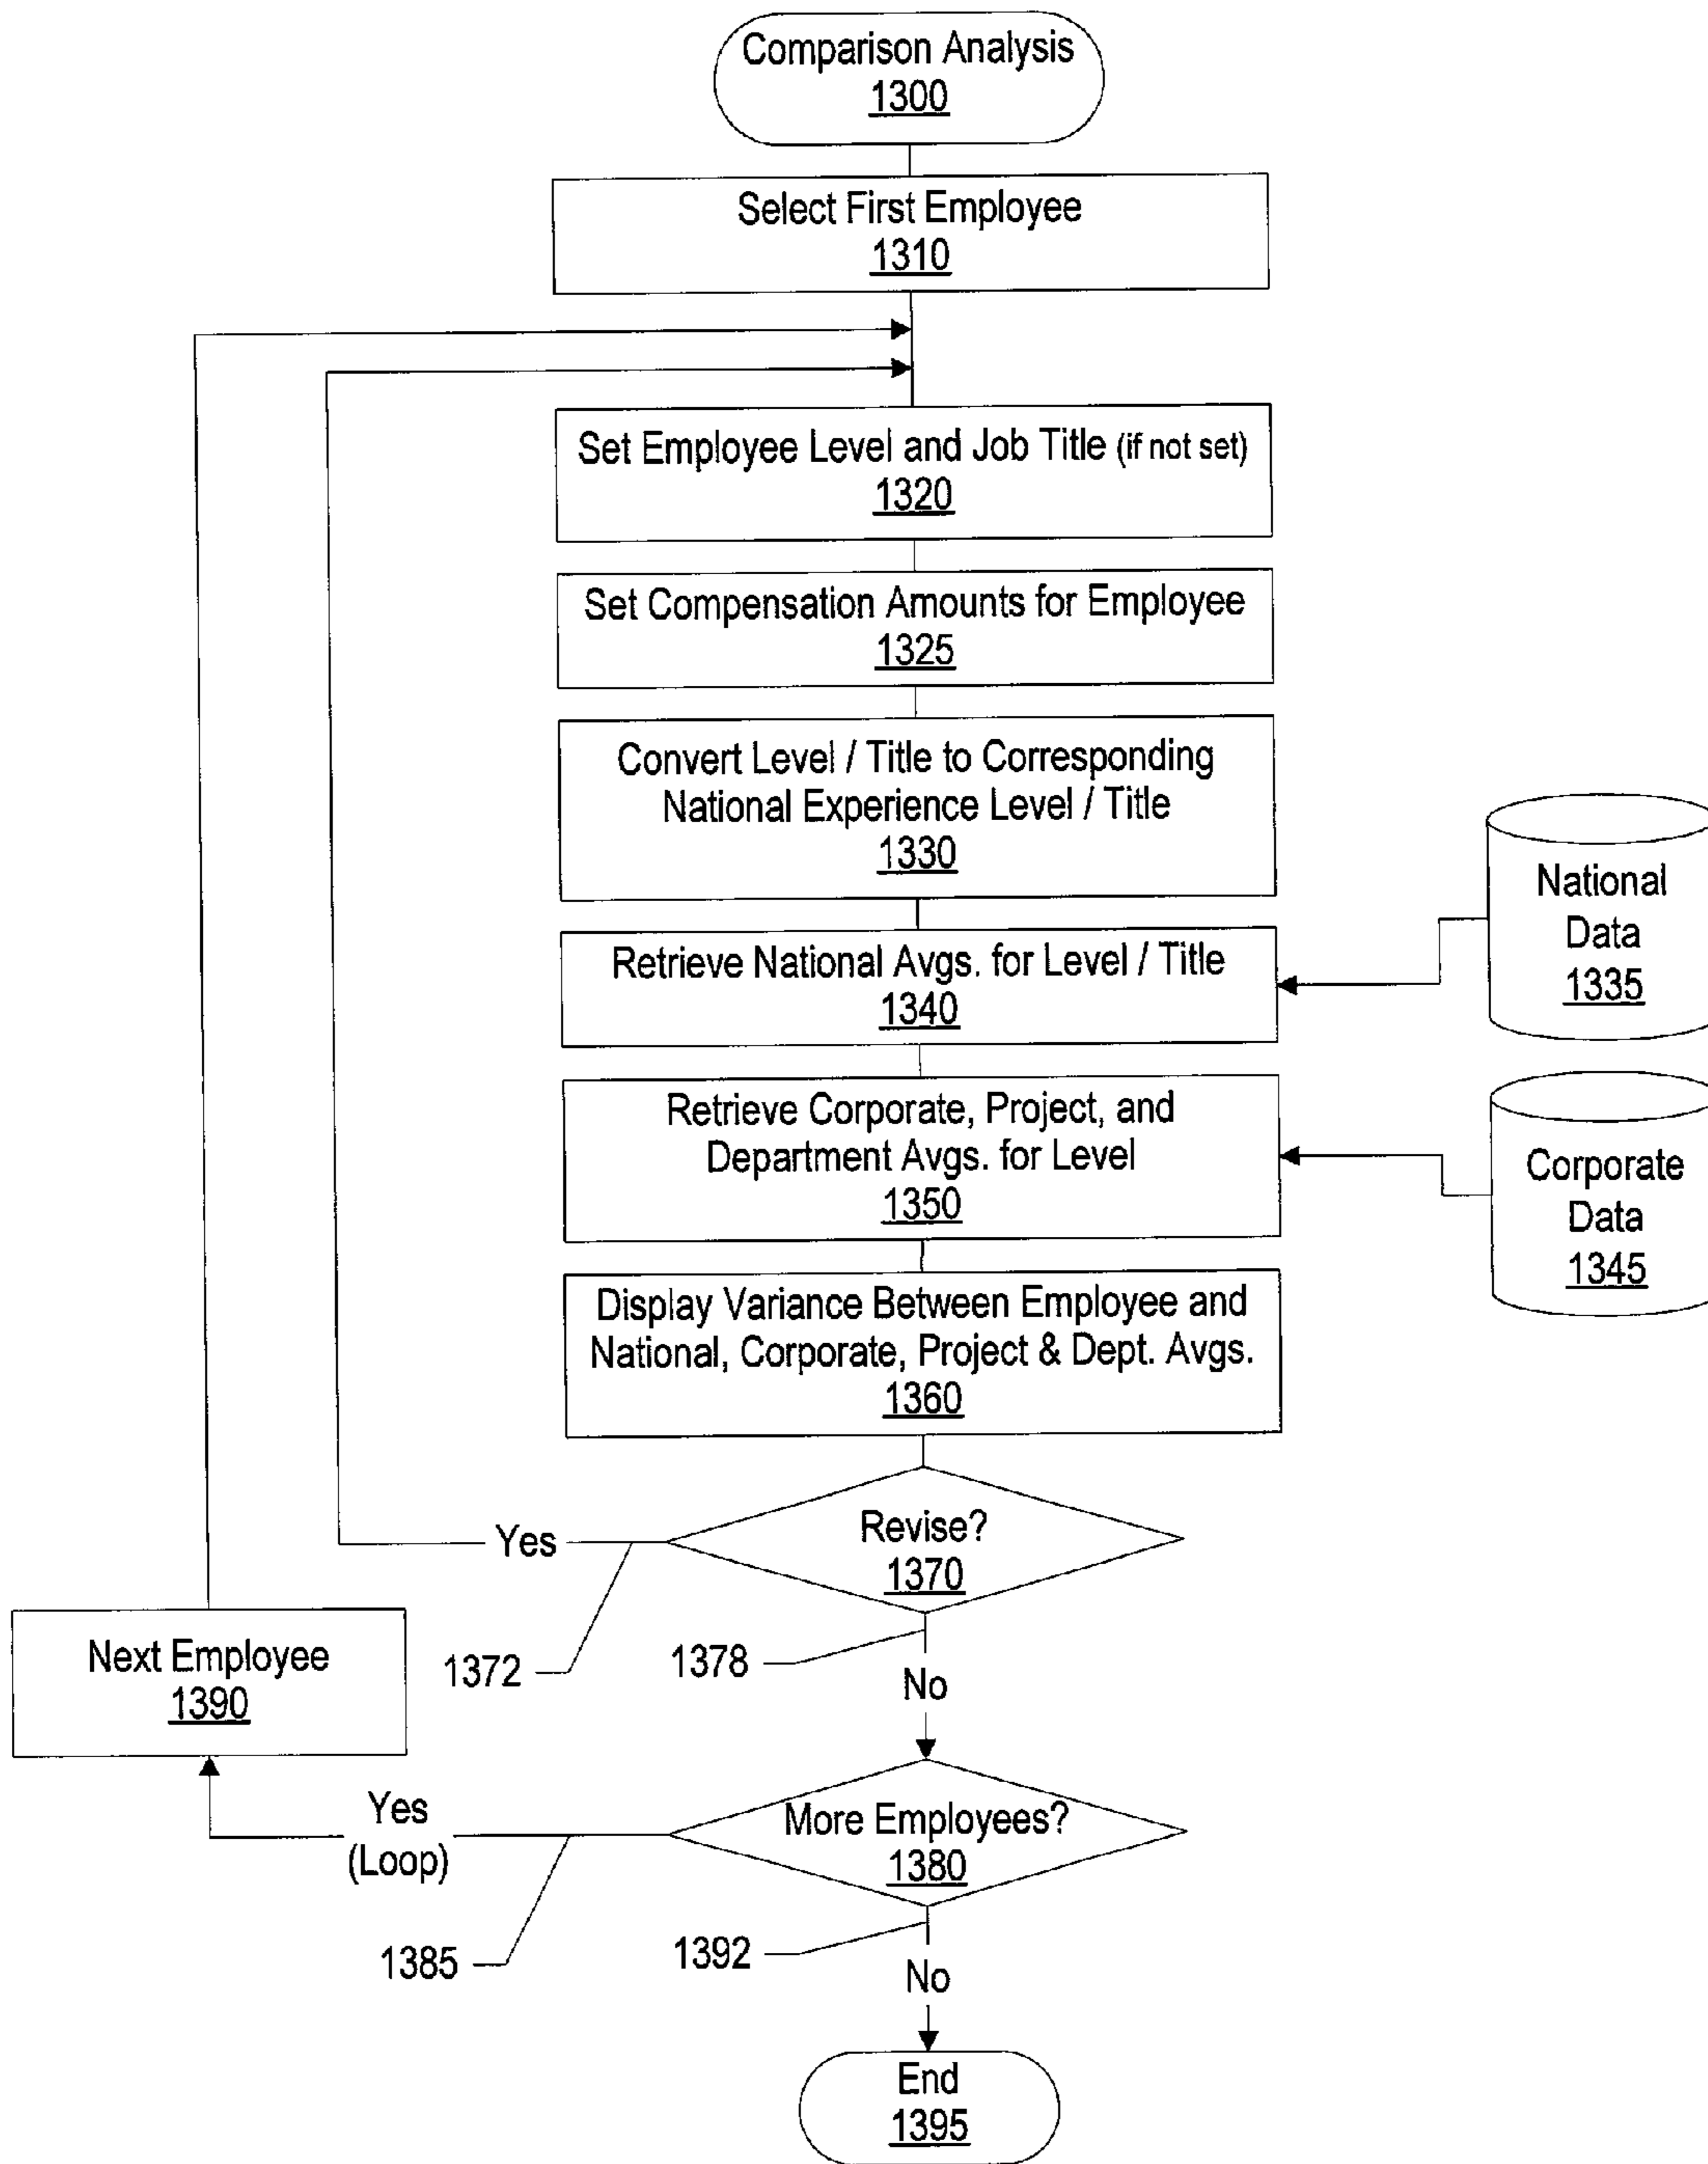 Comparison Analysis
1300
Select First Employee
1310
Set Employee Level and Job Title (if not set)
1320
Set Compensation Amounts for Employee
1325
Convert Level / Title to Corresponding
National Experience Level / Title
1330
National
Data
1335
Retrieve National Avgs. for Level / Title
1340
Retrieve Corporate, Project, and
Department Avgs. for Level
1350
Corporate
Data
1345
Display Variance Between Employee and
National, Corporate, Project & Dept. Avgs.
1360
Revise?
1370
Yes
1372
1378
No
Next Employee
1390
More Employees?
1380
Yes
(Loop)
1385
1392
No
End
1395